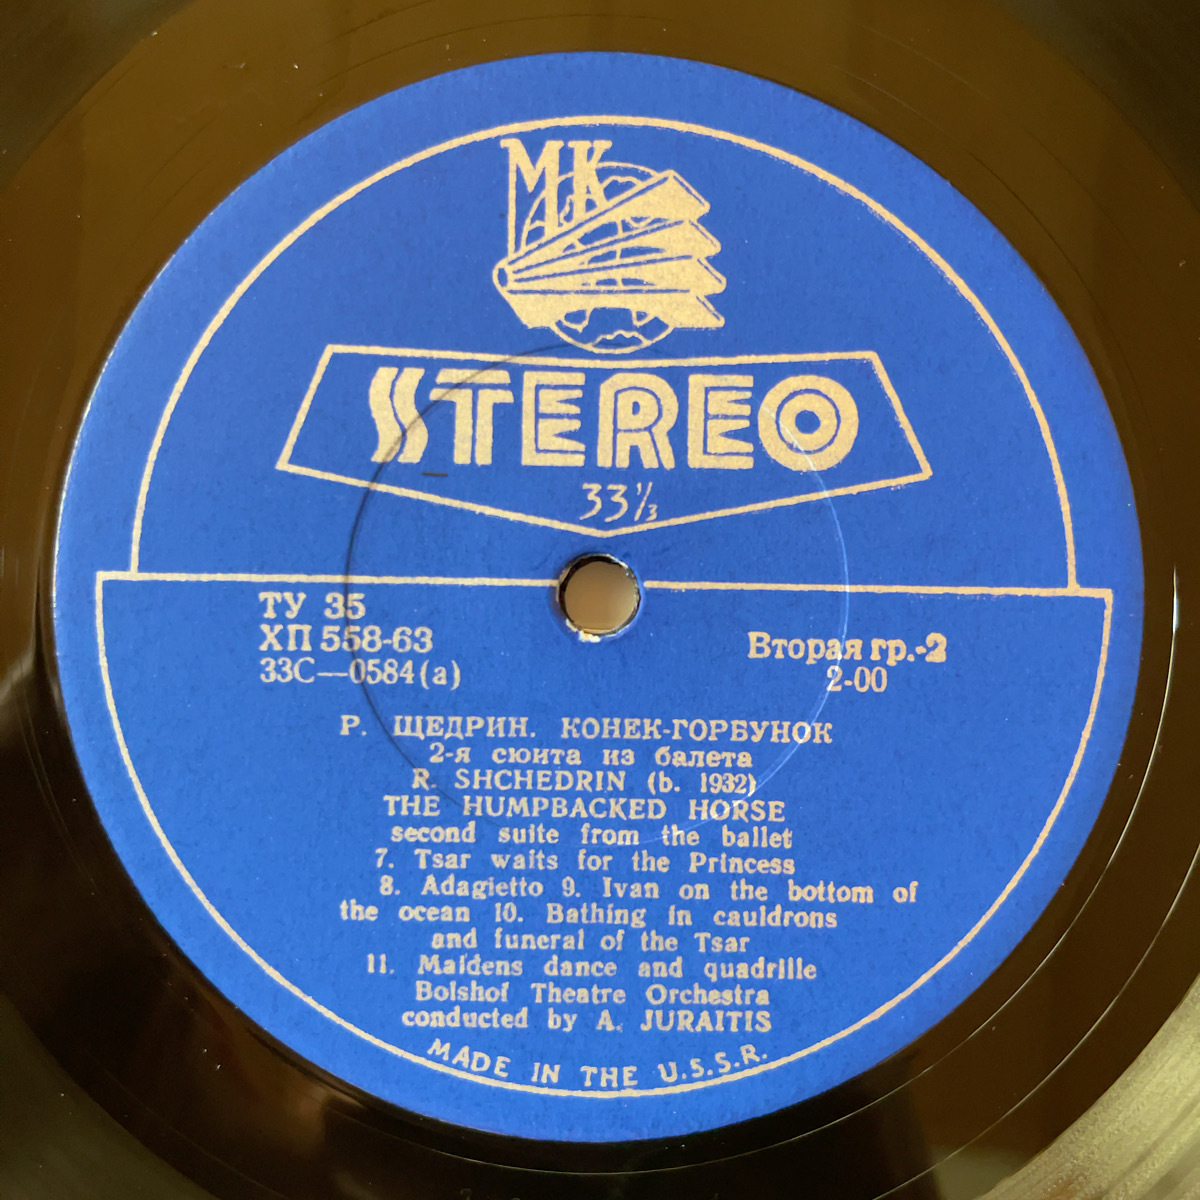 МК
STEREO
33⅓
ТУ 35
ХП 558-63
33С—0584(a)
Вторая гр.-2
2-00
Р. ЩЕДРИН. КОНЕК-ГОРБУНОК
2-я сюита из балета
R. SHCHEDRIN (b. 1932)
THE HUMPBACKED HORSE
second suite from the ballet
7. Tsar waits for the Princess
8. Adagietto 9. Ivan on the bottom of
the ocean 10. Bathing in cauldrons
and funeral of the Tsar
11. Maidens dance and quadrille
Bolshoi Theatre Orchestra
conducted by A. JURAITIS
MADE IN THE U.S.S.R.